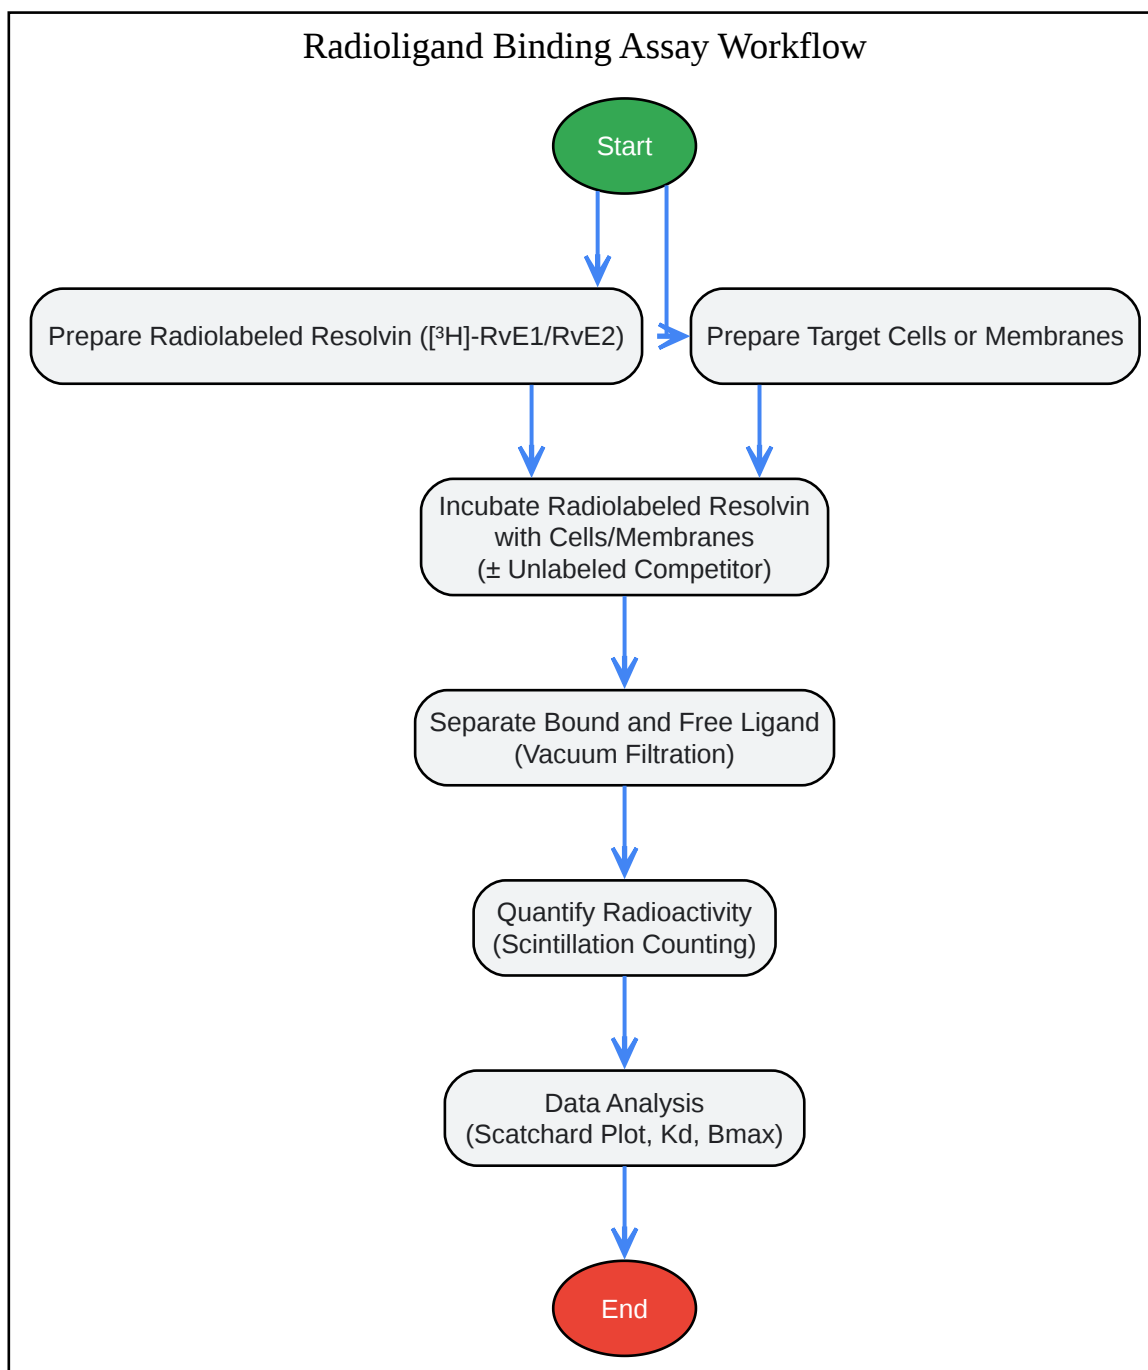 Radioligand Binding Assay Workflow
Start
Prepare Radiolabeled Resolvin ([³H]-RvE1/RvE2)
Prepare Target Cells or Membranes
Incubate Radiolabeled Resolvin
with Cells/Membranes
(± Unlabeled Competitor)
Separate Bound and Free Ligand
(Vacuum Filtration)
Quantify Radioactivity
(Scintillation Counting)
Data Analysis
(Scatchard Plot, Kd, Bmax)
End